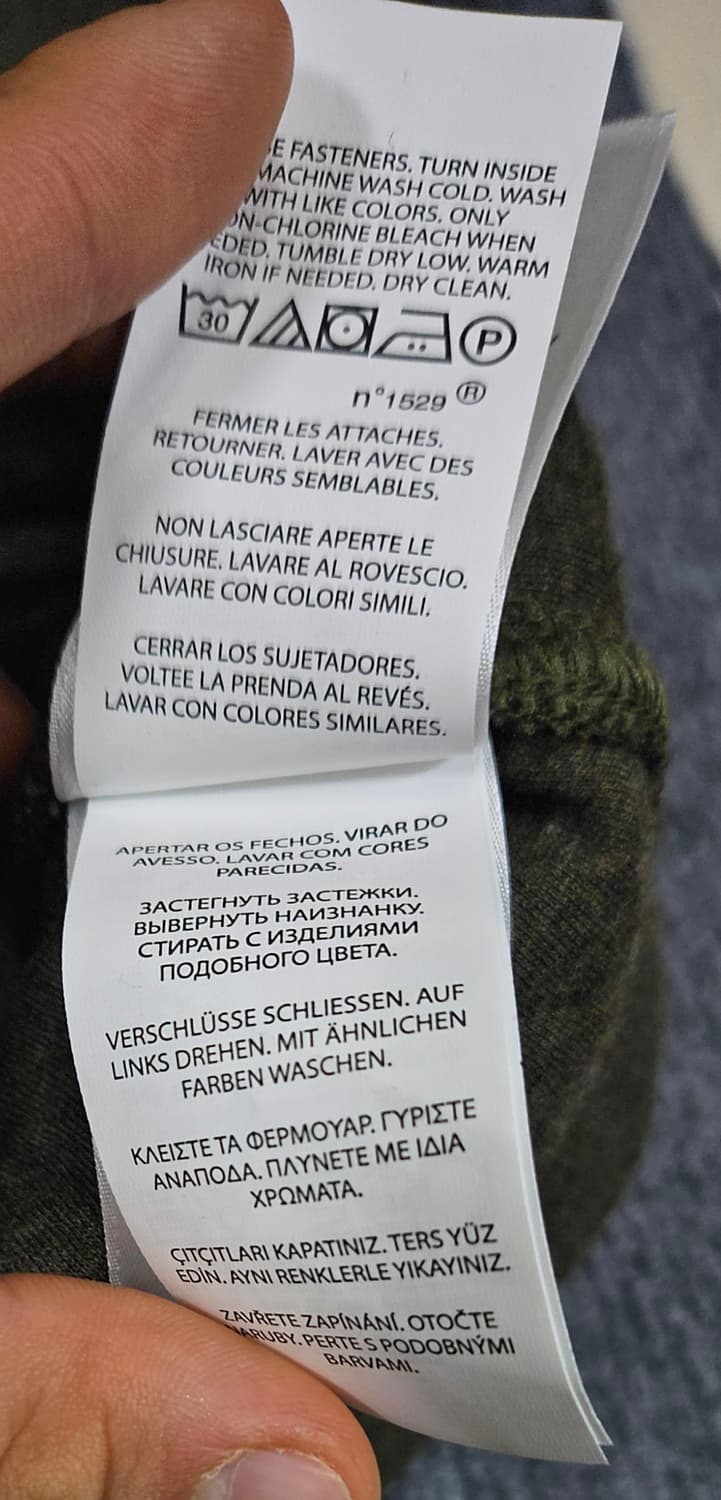 FASTENERS. TURN INSIDE
MACHINE WASH COLD. WASH
WITH LIKE COLORS. ONLY
-CHLORINE BLEACH WHEN
TUMBLE DRY LOW. WARM
IRON IF NEEDED. DRY CLEAN.
30 P
n°1529 ®
FERMER LES ATTACHES.
RETOURNER. LAVER AVEC DES
COULEURS SEMBLABLES.
NON LASCIARE APERTE LE
CHIUSURE. LAVARE AL ROVESCIO.
LAVARE CON COLORI SIMILI.
CERRAR LOS SUJETADORES.
VOLTEE LA PRENDA AL REVÉS.
LAVAR CON COLORES SIMILARES.
APERTAR OS FECHOS. VIRAR DO
AVESSO. LAVAR COM CORES
PARECIDAS.
ЗАСТЕГНУТЬ ЗАСТЕЖКИ.
ВЫВЕРНУТЬ НАИЗНАНКУ.
СТИРАТЬ С ИЗДЕЛИЯМИ
ПОДОБНОГО ЦВЕТА.
VERSCHLÜSSE SCHLIESSEN. AUF
LINKS DREHEN. MIT ÄHNLICHEN
FARBEN WASCHEN.
ΚΛΕΙΣΤΕ ΤΑ ΦΕΡΜΟΥΑΡ. ΓΥΡΙΣΤΕ
ΑΝΑΠΟΔΑ. ΠΛΥΝΕΤΕ ΜΕ ΙΔΙΑ
ΧΡΩΜΑΤΑ.
ÇITÇITLARI KAPATINIZ. TERS YÜZ
EDİN. AYNI RENKLERLE YIKAYINIZ.
ZAVŘETE ZAPÍNÁNÍ. OTOČTE
NARUBY. PERTE S PODOBNÝMI
BARVAMI.